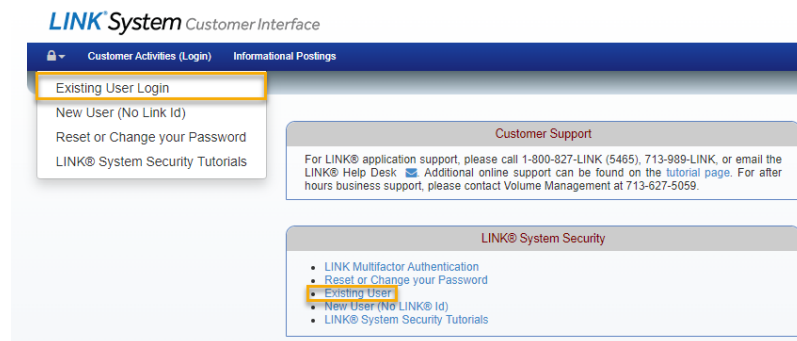 LINK®System Customer Interface
Customer Activities (Login) Informational Postings
Existing User Login
New User (No Link Id)
Reset or Change your Password
LINK® System Security Tutorials
Customer Support
For LINK® application support, please call 1-800-827-LINK (5465), 713-989-LINK, or email the
LINK® Help Desk . Additional online support can be found on the tutorial page. For after
hours business support, please contact Volume Management at 713-627-5059.
LINK® System Security
LINK Multifactor Authentication
Reset or Change your Password
Existing User
New User (No LINK® Id)
LINK® System Security Tutorials